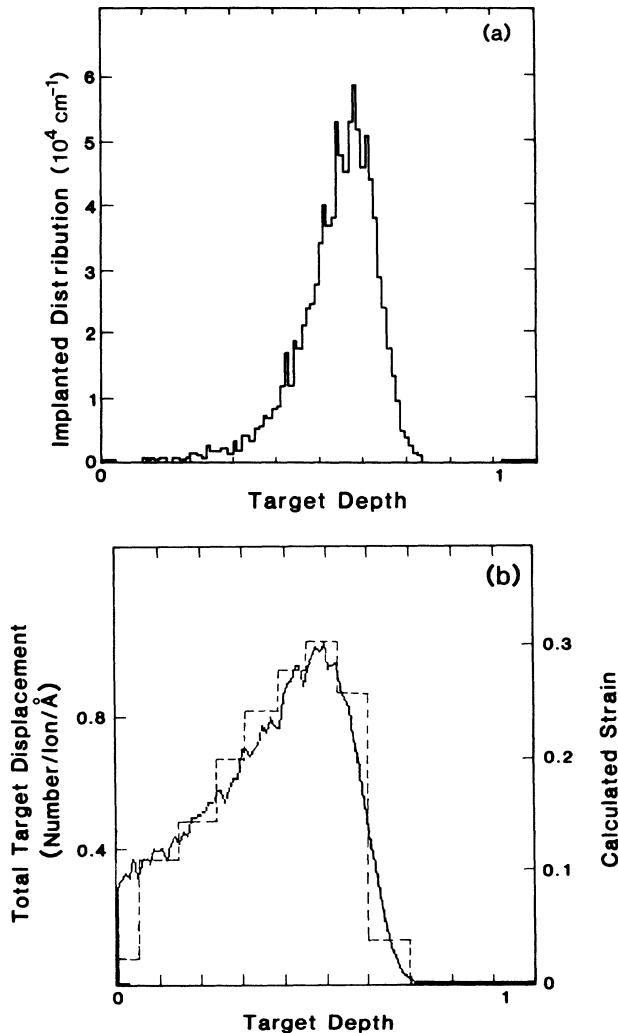 (a)
Implanted Distribution (10⁴ cm⁻¹)
6
5
4
3
2
1
0
0
1
Target Depth
(b)
Total Target Displacement
(Number/Ion/Å)
0.8
0.4
0.3
0.2
0.1
0
Calculated Strain
0
1
Target Depth